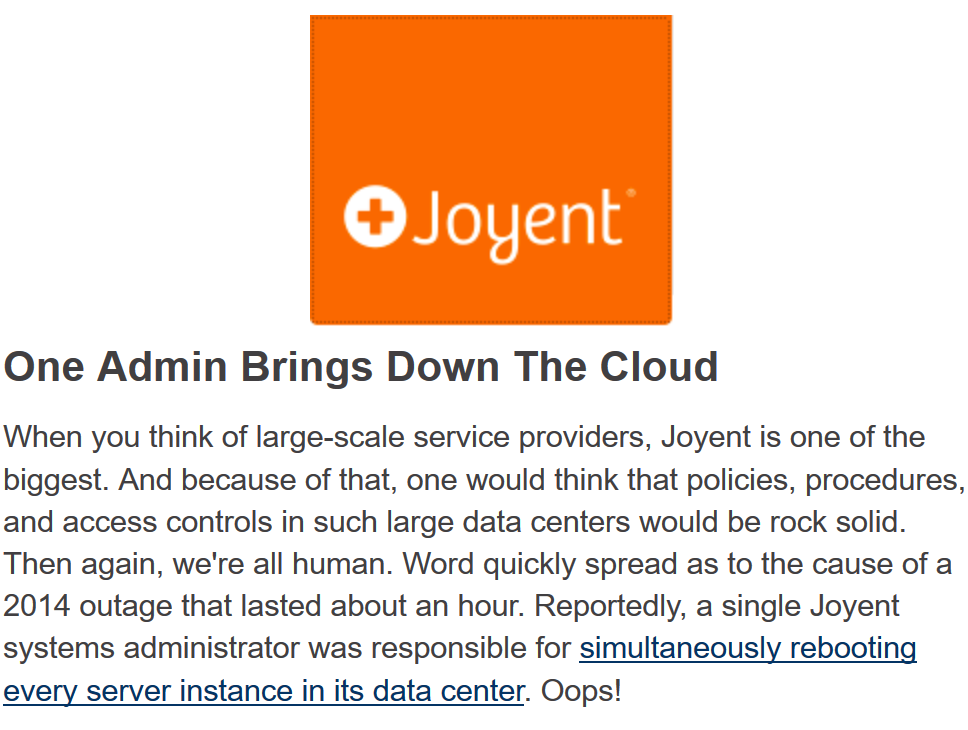 Joyent
One Admin Brings Down The Cloud
When you think of large-scale service providers, Joyent is one of the
biggest. And because of that, one would think that policies, procedures,
and access controls in such large data centers would be rock solid.
Then again, we're all human. Word quickly spread as to the cause of a
2014 outage that lasted about an hour. Reportedly, a single Joyent
systems administrator was responsible for simultaneously rebooting
every server instance in its data center. Oops!